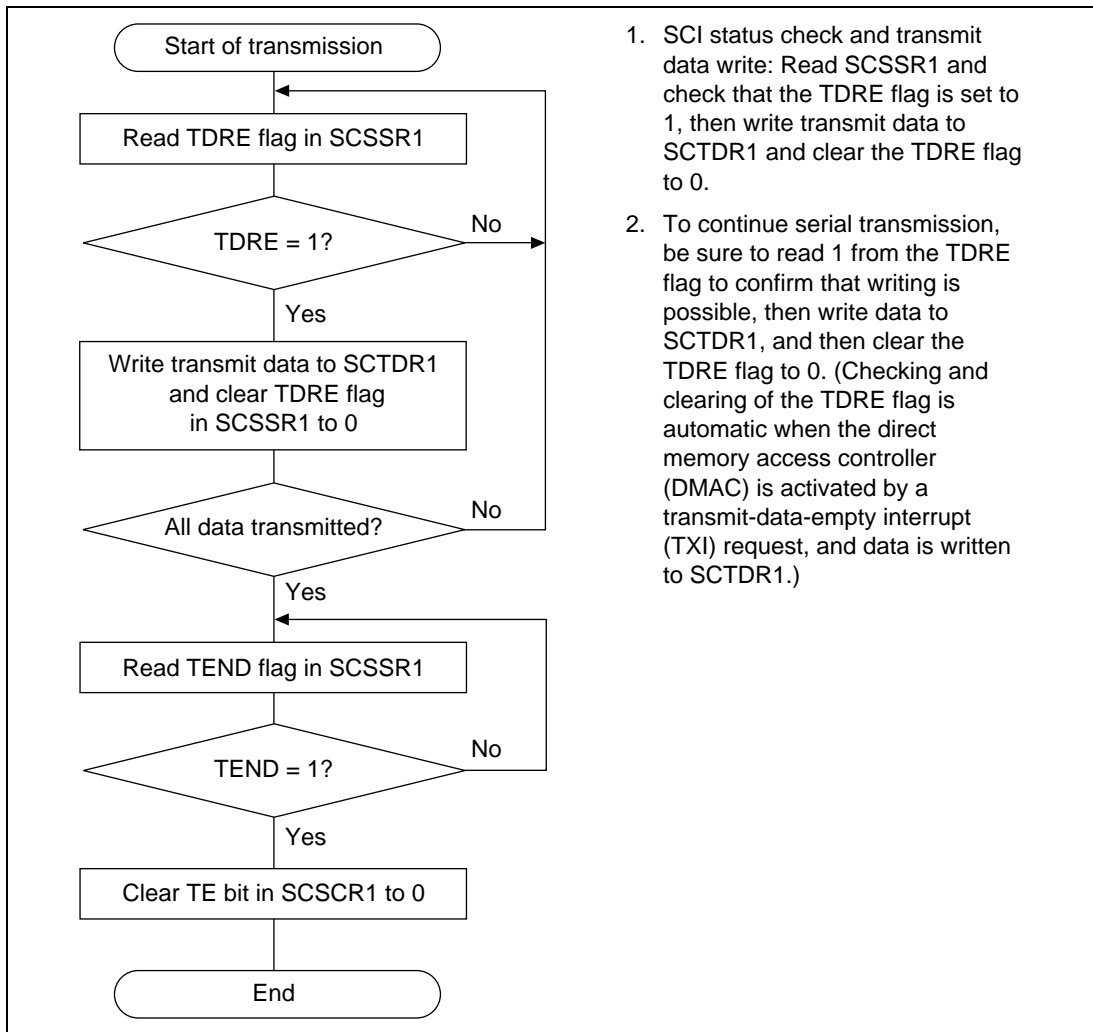 Start of transmission
Read TDRE flag in SCSSR1
TDRE = 1?
No
Yes
Write transmit data to SCTDR1
and clear TDRE flag
in SCSSR1 to 0
All data transmitted?
No
Yes
Read TEND flag in SCSSR1
TEND = 1?
No
Yes
Clear TE bit in SCSCR1 to 0
End
1. SCI status check and transmit
data write: Read SCSSR1 and
check that the TDRE flag is set to
1, then write transmit data to
SCTDR1 and clear the TDRE flag
to 0.
2. To continue serial transmission,
be sure to read 1 from the TDRE
flag to confirm that writing is
possible, then write data to
SCTDR1, and then clear the
TDRE flag to 0. (Checking and
clearing of the TDRE flag is
automatic when the direct
memory access controller
(DMAC) is activated by a
transmit-data-empty interrupt
(TXI) request, and data is written
to SCTDR1.)